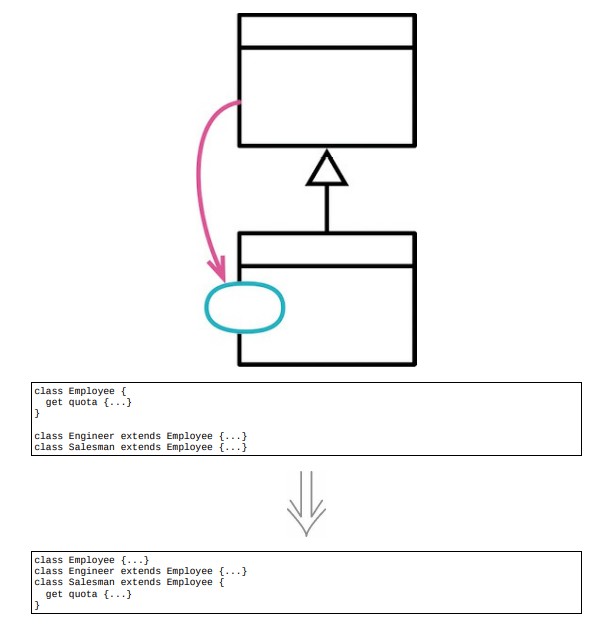 class Employee {
  get quota {...}
}

class Engineer extends Employee {...}
class Salesman extends Employee {...}

class Employee {...}
class Engineer extends Employee {...}
class Salesman extends Employee {
  get quota {...}
}